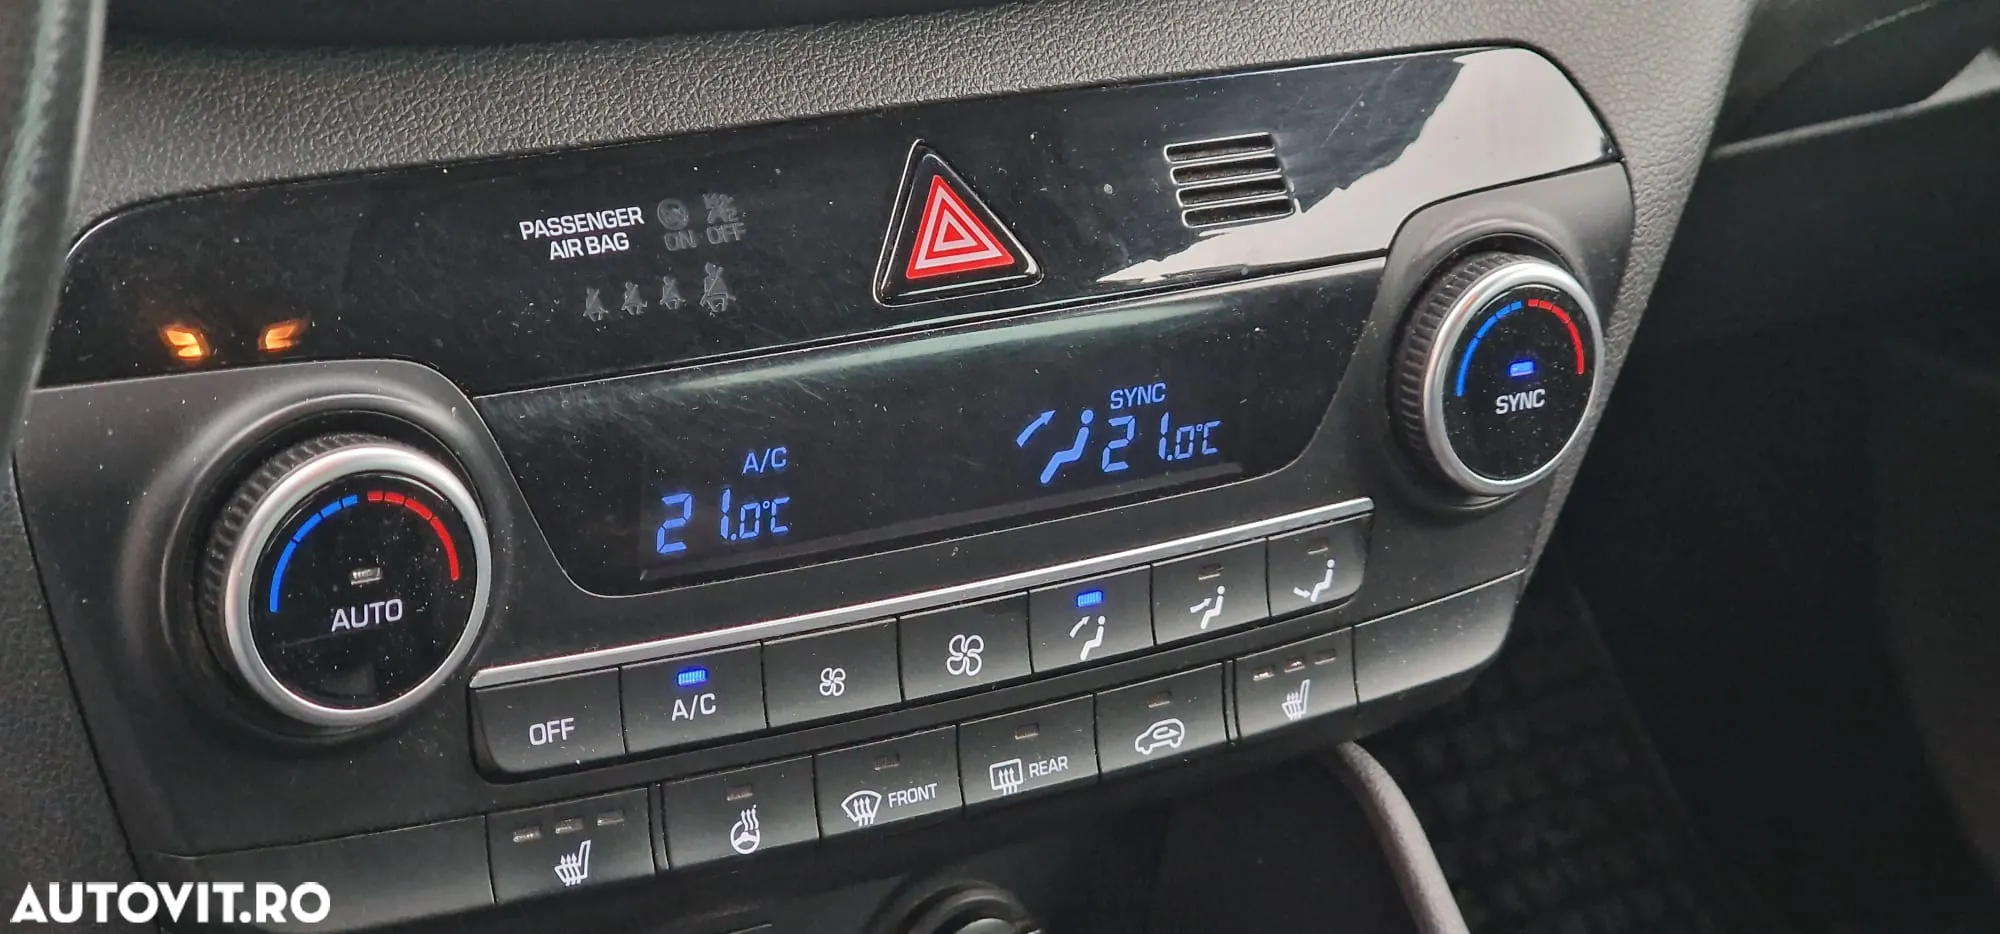 PASSENGER
AIR BAG
ON OFF
SYNC
A/C
21.0°C
21.0°C
SYNC
AUTO
OFF
A/C
FRONT
REAR
AUTOVIT.RO